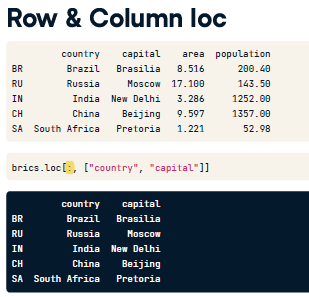 Row & Column loc
country capital area population
BR Brazil Brasilia 8.516 200.40
RU Russia Moscow 17.100 143.50
IN India New Delhi 3.286 1252.00
CH China Beijing 9.597 1357.00
SA South Africa Pretoria 1.221 52.98
brics.loc[:, ["country", "capital"]]
country capital
BR Brazil Brasilia
RU Russia Moscow
IN India New Delhi
CH China Beijing
SA South Africa Pretoria